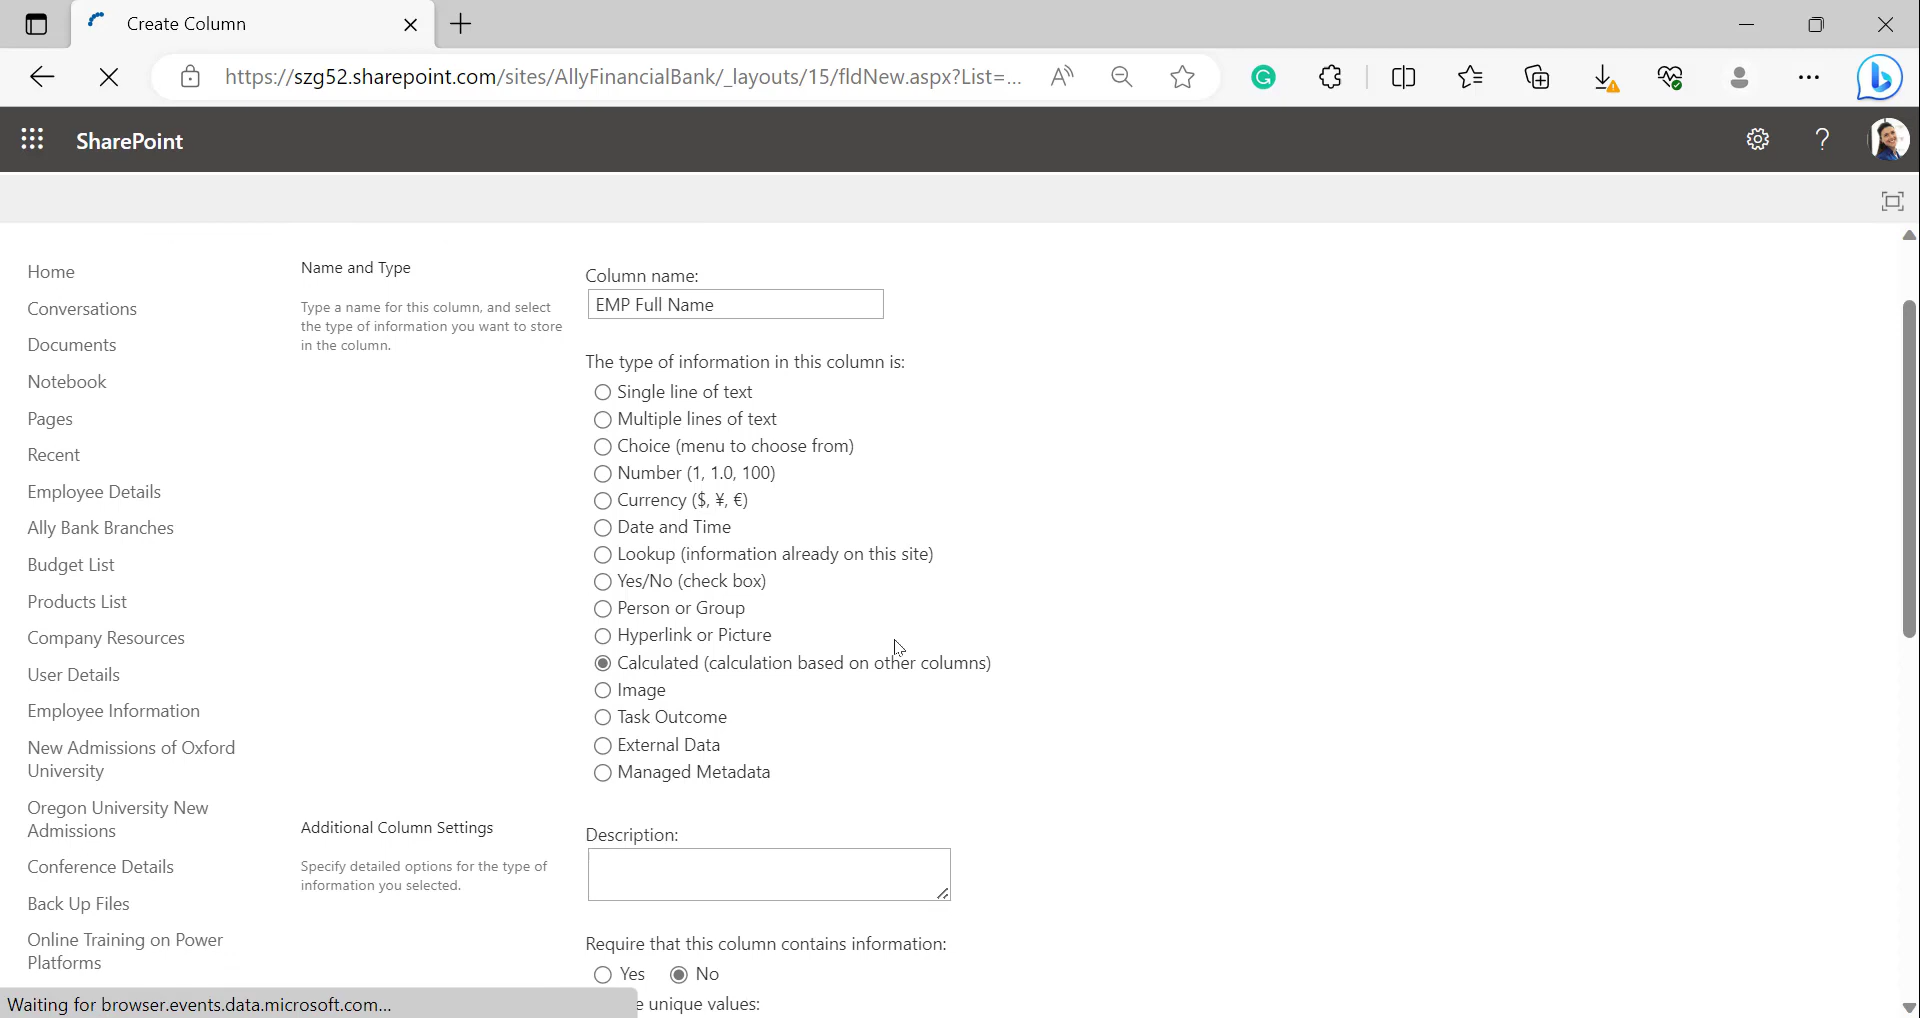 Create Column
https://szg52.sharepoint.com/sites/AllyFinancialBank/_layouts/15/fldNew.aspx?List=...
SharePoint
Home
Conversations
Documents
Notebook
Pages
Recent
Employee Details
Ally Bank Branches
Budget List
Products List
Company Resources
User Details
Employee Information
New Admissions of Oxford
University
Oregon University New
Admissions
Conference Details
Back Up Files
Online Training on Power
Platforms
Name and Type
Type a name for this column, and select
the type of information you want to store
in the column.
Column name:
EMP Full Name
The type of information in this column is:
Single line of text
Multiple lines of text
Choice (menu to choose from)
Number (1, 1.0, 100)
Currency ($, ¥, €)
Date and Time
Lookup (information already on this site)
Yes/No (check box)
Person or Group
Hyperlink or Picture
Calculated (calculation based on other columns)
Image
Task Outcome
External Data
Managed Metadata
Additional Column Settings
Specify detailed options for the type of
information you selected.
Description:
Require that this column contains information:
Yes No
e unique values:
Waiting for browser.events.data.microsoft.com...